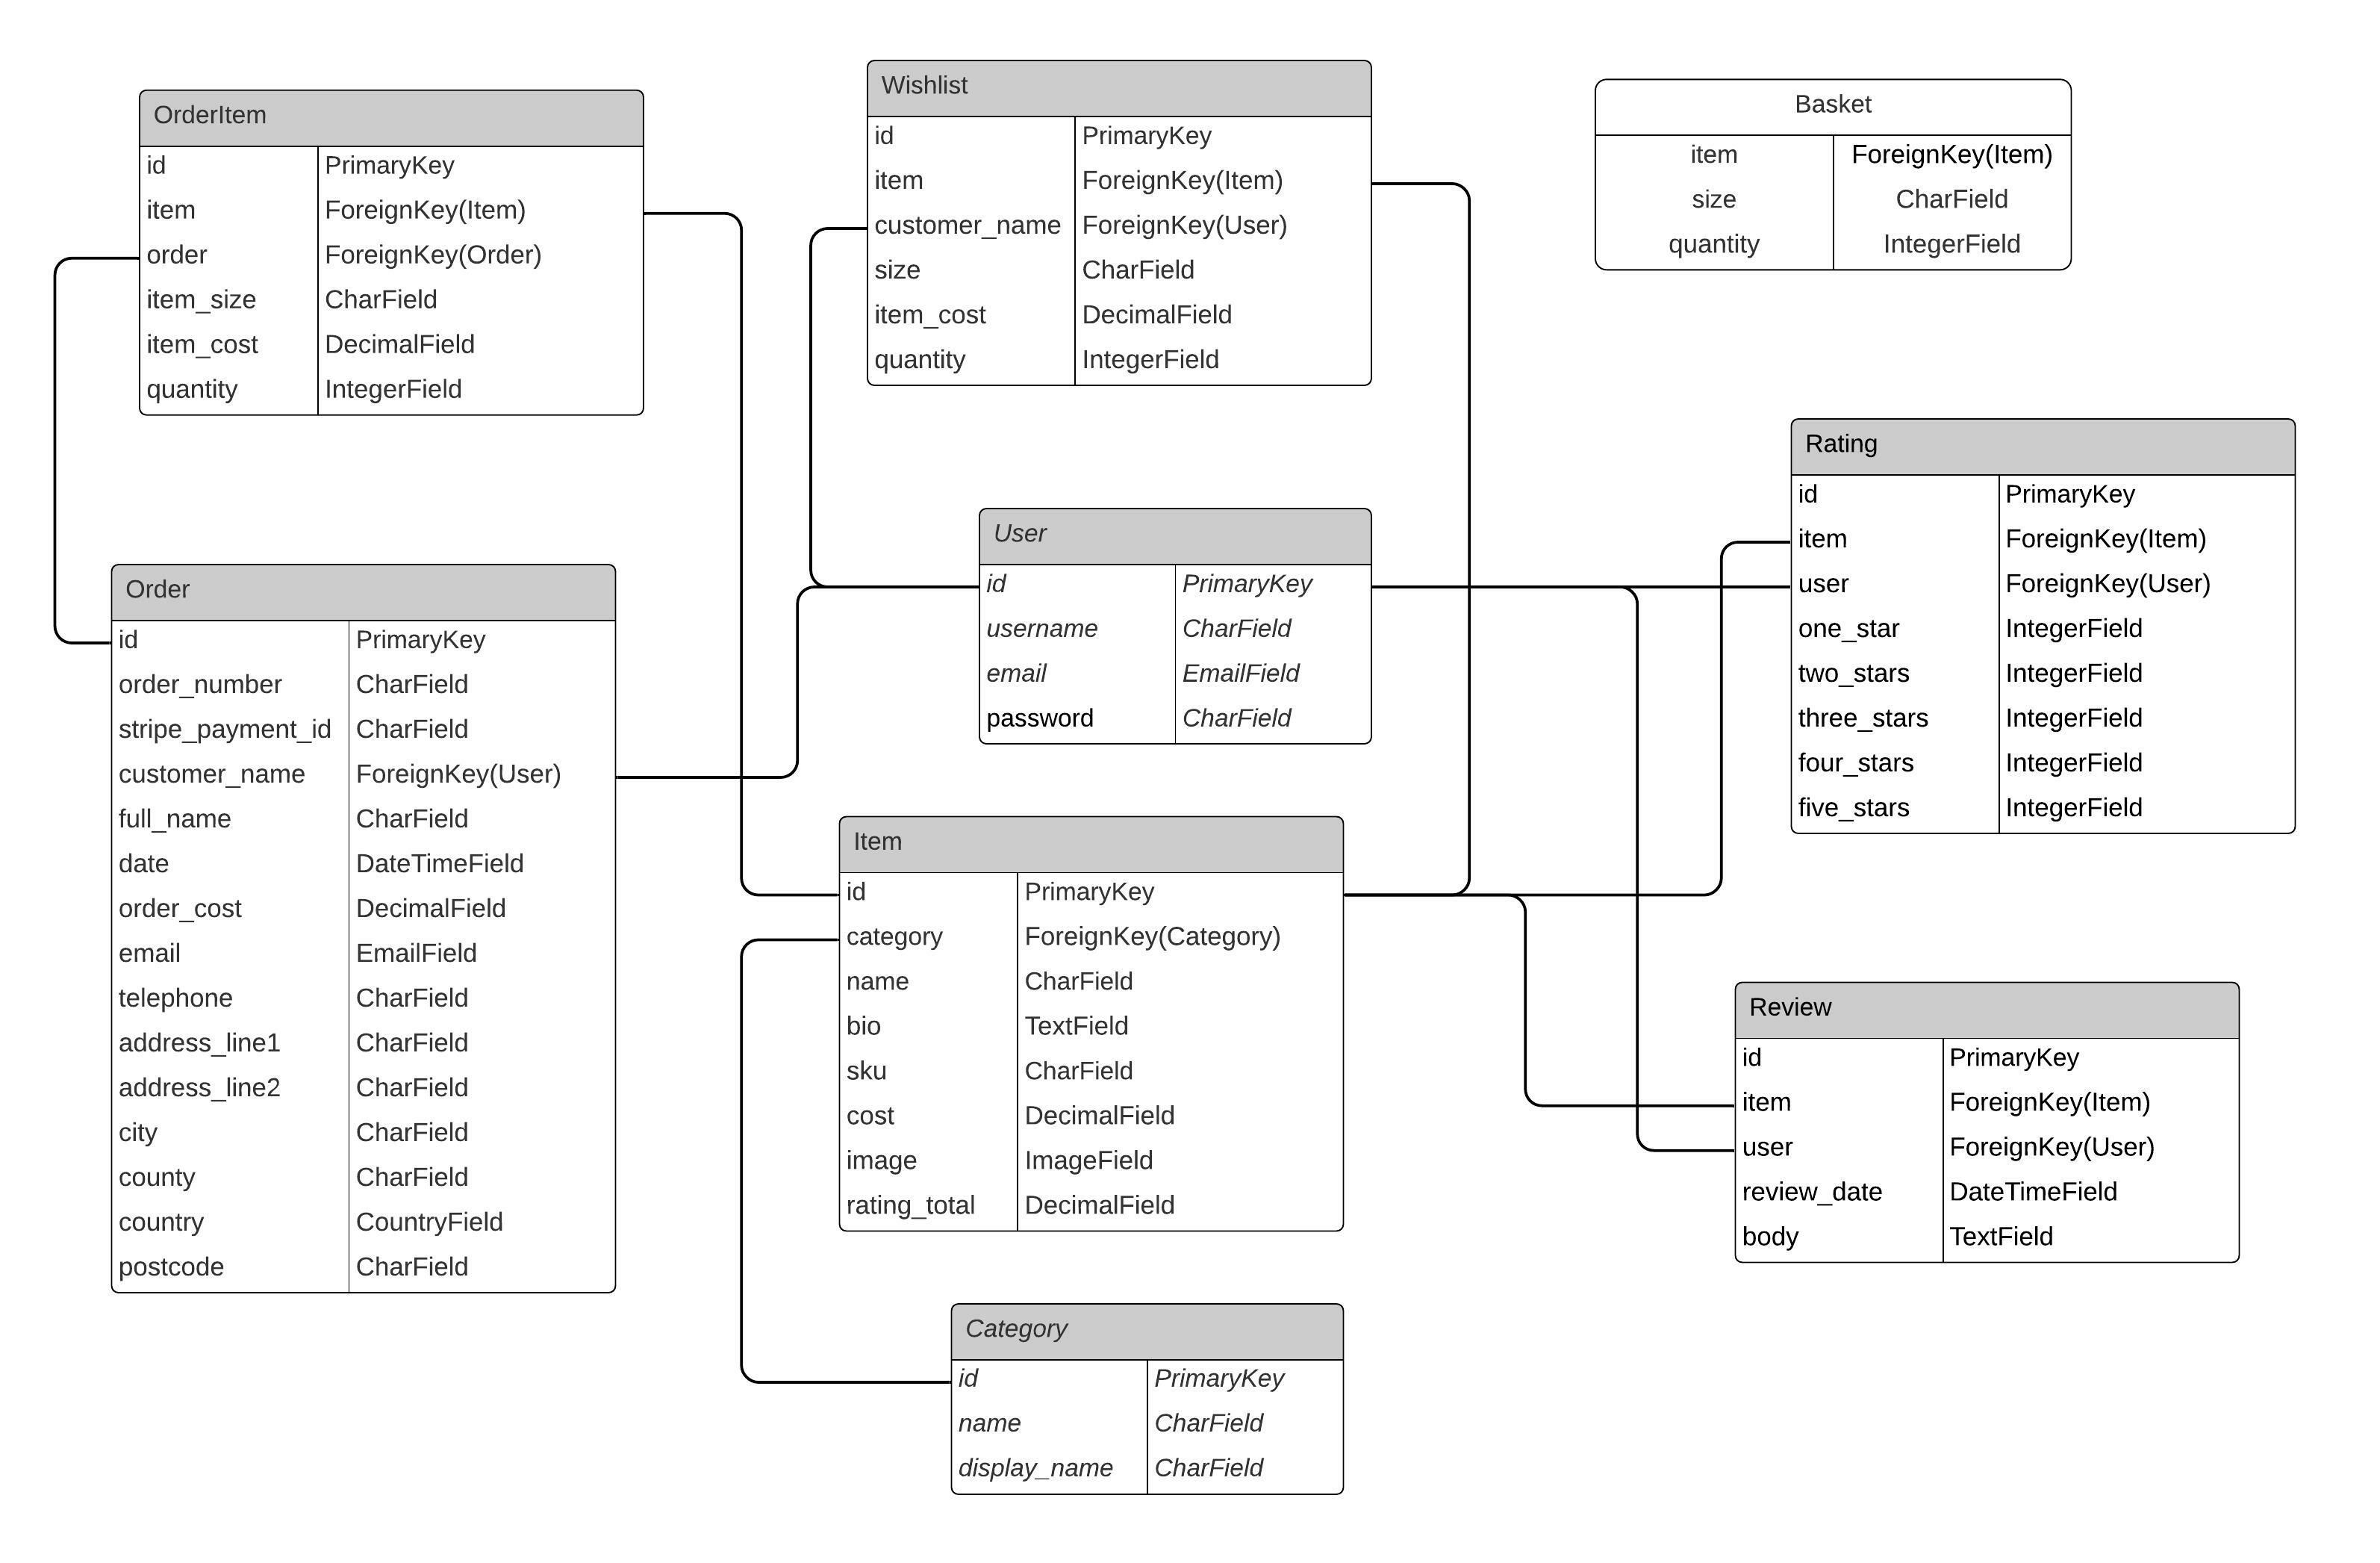 OrderItem
id PrimaryKey
item ForeignKey(Item)
order ForeignKey(Order)
item_size CharField
item_cost DecimalField
quantity IntegerField
Wishlist
id PrimaryKey
item ForeignKey(Item)
customer_name ForeignKey(User)
size CharField
item_cost DecimalField
quantity IntegerField
Basket
item ForeignKey(Item)
size CharField
quantity IntegerField
Rating
id PrimaryKey
item ForeignKey(Item)
user ForeignKey(User)
one_star IntegerField
two_stars IntegerField
three_stars IntegerField
four_stars IntegerField
five_stars IntegerField
User
id PrimaryKey
username CharField
email EmailField
password CharField
Order
id PrimaryKey
order_number CharField
stripe_payment_id CharField
customer_name ForeignKey(User)
full_name CharField
date DateTimeField
order_cost DecimalField
email EmailField
telephone CharField
address_line1 CharField
address_line2 CharField
city CharField
county CharField
country CountryField
postcode CharField
Item
id PrimaryKey
category ForeignKey(Category)
name CharField
bio TextField
sku CharField
cost DecimalField
image ImageField
rating_total DecimalField
Review
id PrimaryKey
item ForeignKey(Item)
user ForeignKey(User)
review_date DateTimeField
body TextField
Category
id PrimaryKey
name CharField
display_name CharField